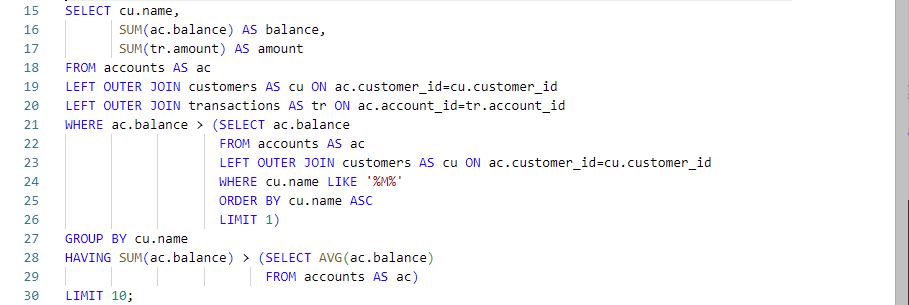 15 SELECT cu.name,
16 SUM(ac.balance) AS balance,
17 SUM(tr.amount) AS amount
18 FROM accounts AS ac
19 LEFT OUTER JOIN customers AS cu ON ac.customer_id=cu.customer_id
20 LEFT OUTER JOIN transactions AS tr ON ac.account_id=tr.account_id
21 WHERE ac.balance > (SELECT ac.balance
22 FROM accounts AS ac
23 LEFT OUTER JOIN customers AS cu ON ac.customer_id=cu.customer_id
24 WHERE cu.name LIKE '%M%'
25 ORDER BY cu.name ASC
26 LIMIT 1)
27 GROUP BY cu.name
28 HAVING SUM(ac.balance) > (SELECT AVG(ac.balance)
29 FROM accounts AS ac)
30 LIMIT 10;